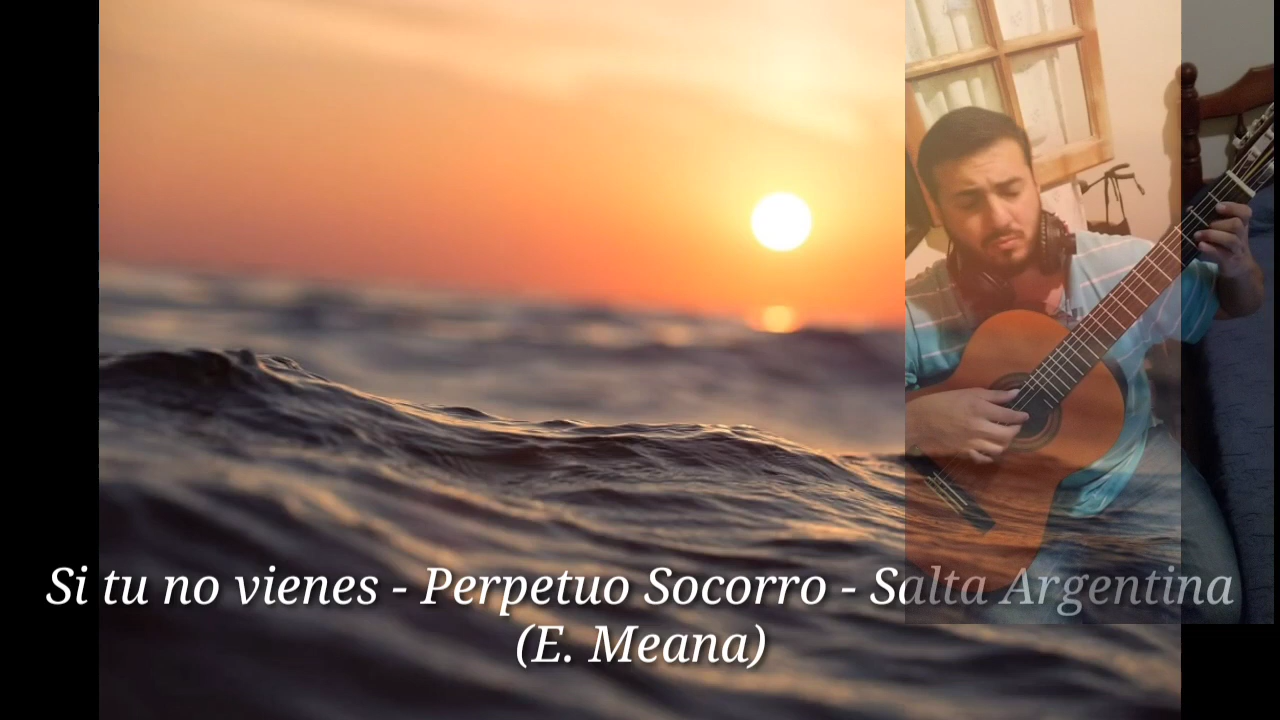 Si tu no vienes - Perpetuo Socorro - Salta Argentina
(E. Meana)